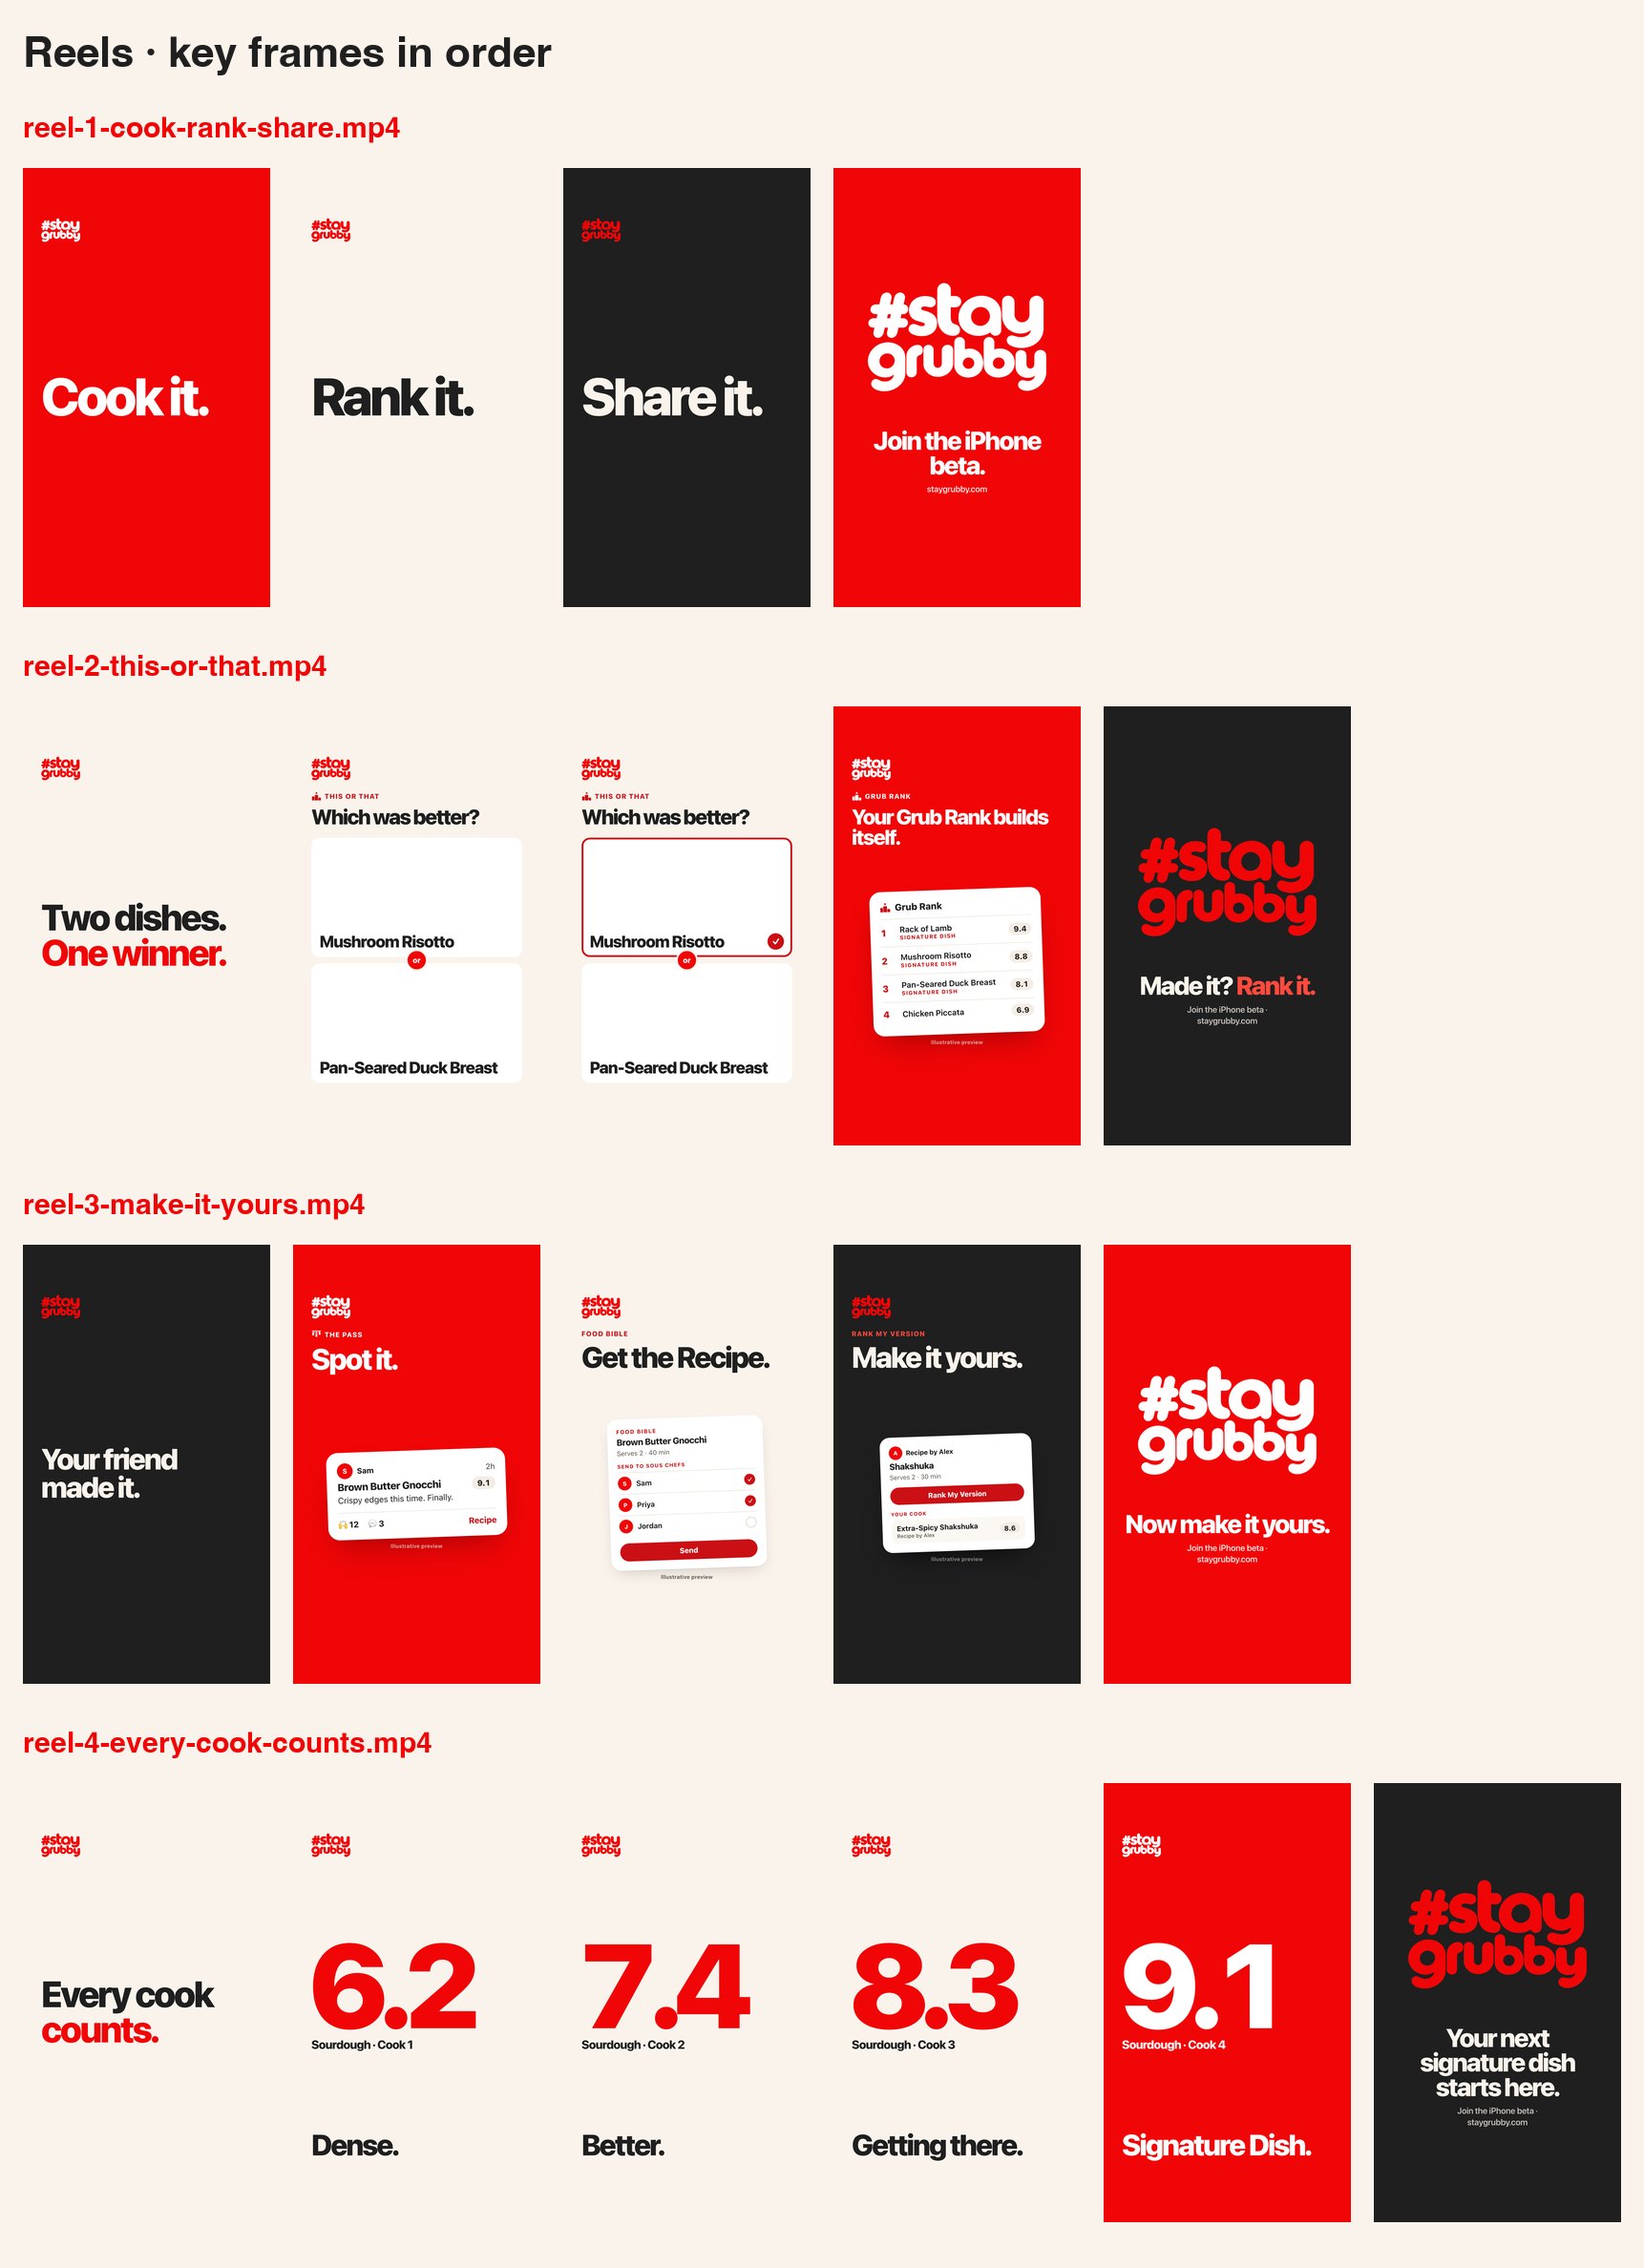 Reels · key frames in order
reel-1-cook-rank-share.mp4
#stay
grubby
Cook it.
#stay
grubby
Rank it.
#stay
grubby
Share it.
#stay
grubby
Join the iPhone
beta.
staygrubby.com
reel-2-this-or-that.mp4
#stay
grubby
Two dishes.
One winner.
#stay
grubby
THIS OR THAT
Which was better?
Mushroom Risotto
or
Pan-Seared Duck Breast
#stay
grubby
THIS OR THAT
Which was better?
Mushroom Risotto
or
Pan-Seared Duck Breast
#stay
grubby
GRUB RANK
Your Grub Rank builds
itself.
Grub Rank
1 Rack of Lamb 9.4
SIGNATURE DISH
2 Mushroom Risotto 8.8
SIGNATURE DISH
3 Pan-Seared Duck Breast 8.1
SIGNATURE DISH
4 Chicken Piccata 6.9
Illustrative preview
#stay
grubby
Made it? Rank it.
Join the iPhone beta ·
staygrubby.com
reel-3-make-it-yours.mp4
#stay
grubby
Your friend
made it.
#stay
grubby
THE PASS
Spot it.
S Sam 2h
Brown Butter Gnocchi 9.1
Crispy edges this time. Finally.
12 3 Recipe
Illustrative preview
#stay
grubby
FOOD BIBLE
Get the Recipe.
FOOD BIBLE
Brown Butter Gnocchi
Serves 2 · 40 min
SEND TO SOUS CHEFS
S Sam
P Priya
J Jordan
Send
Illustrative preview
#stay
grubby
RANK MY VERSION
Make it yours.
A Recipe by Alex
Shakshuka
Serves 2 · 30 min
Rank My Version
YOUR COOK
Extra-Spicy Shakshuka 8.6
Recipe by Alex
Illustrative preview
#stay
grubby
Now make it yours.
Join the iPhone beta ·
staygrubby.com
reel-4-every-cook-counts.mp4
#stay
grubby
Every cook
counts.
#stay
grubby
6.2
Sourdough · Cook 1
Dense.
#stay
grubby
7.4
Sourdough · Cook 2
Better.
#stay
grubby
8.3
Sourdough · Cook 3
Getting there.
#stay
grubby
9.1
Sourdough · Cook 4
Signature Dish.
#stay
grubby
Your next
signature dish
starts here.
Join the iPhone beta ·
staygrubby.com